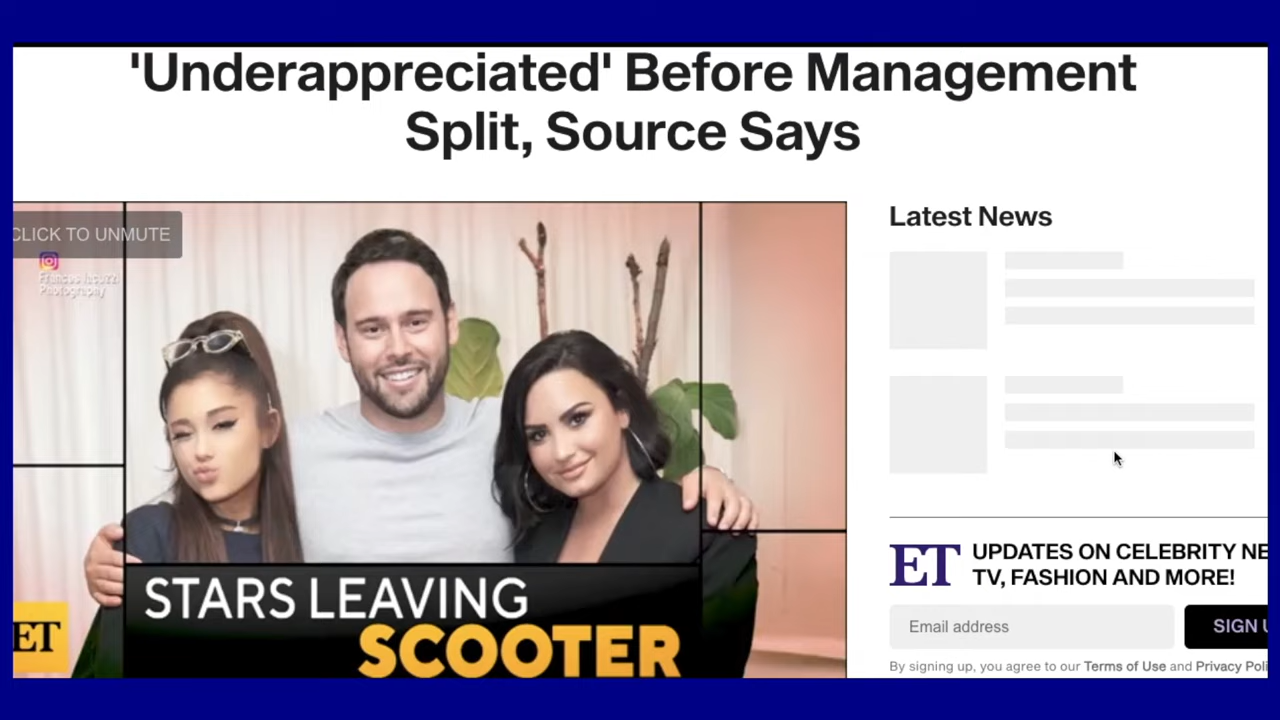 'Underappreciated' Before Management
Split, Source Says
CLICK TO UNMUTE
Photography
Latest News
STARS LEAVING
SCOOTER
ET
ET
UPDATES ON CELEBRITY NE
TV, FASHION AND MORE!
Email address
SIGN U
By signing up, you agree to our Terms of Use and Privacy Poli